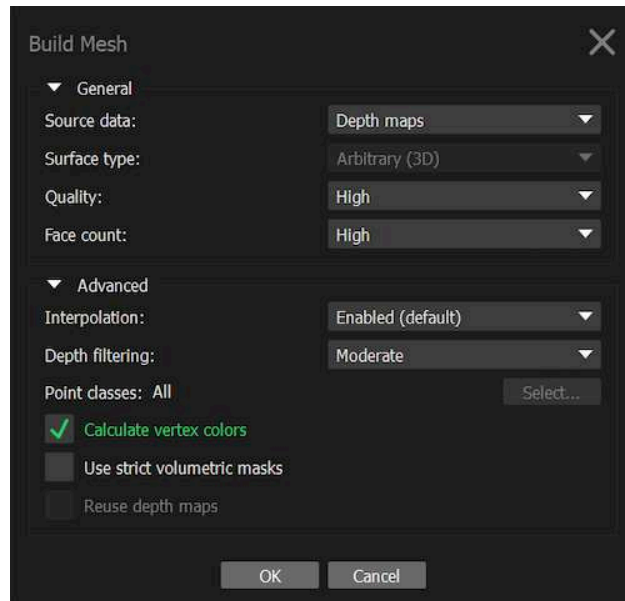 Build Mesh
General
Source data: Depth maps
Surface type: Arbitrary (3D)
Quality: High
Face count: High
Advanced
Interpolation: Enabled (default)
Depth filtering: Moderate
Point classes: All Select...
Calculate vertex colors
Use strict volumetric masks
Reuse depth maps
OK Cancel